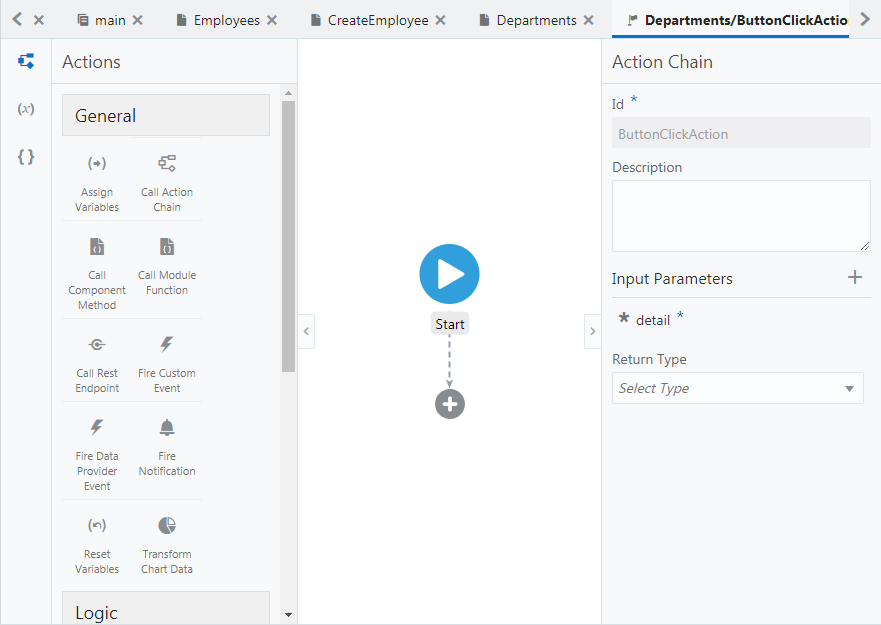 main
Employees
CreateEmployee
Departments
Departments/ButtonClickActio
Actions
General
(x)
{ }
Assign
Variables
Call Action
Chain
Call
Component
Method
Call Module
Function
Call Rest
Endpoint
Fire Custom
Event
Fire Data
Provider
Event
Fire
Notification
Reset
Variables
Transform
Chart Data
Logic
Start
Action Chain
Id *
ButtonClickAction
Description
Input Parameters
* detail *
Return Type
Select Type